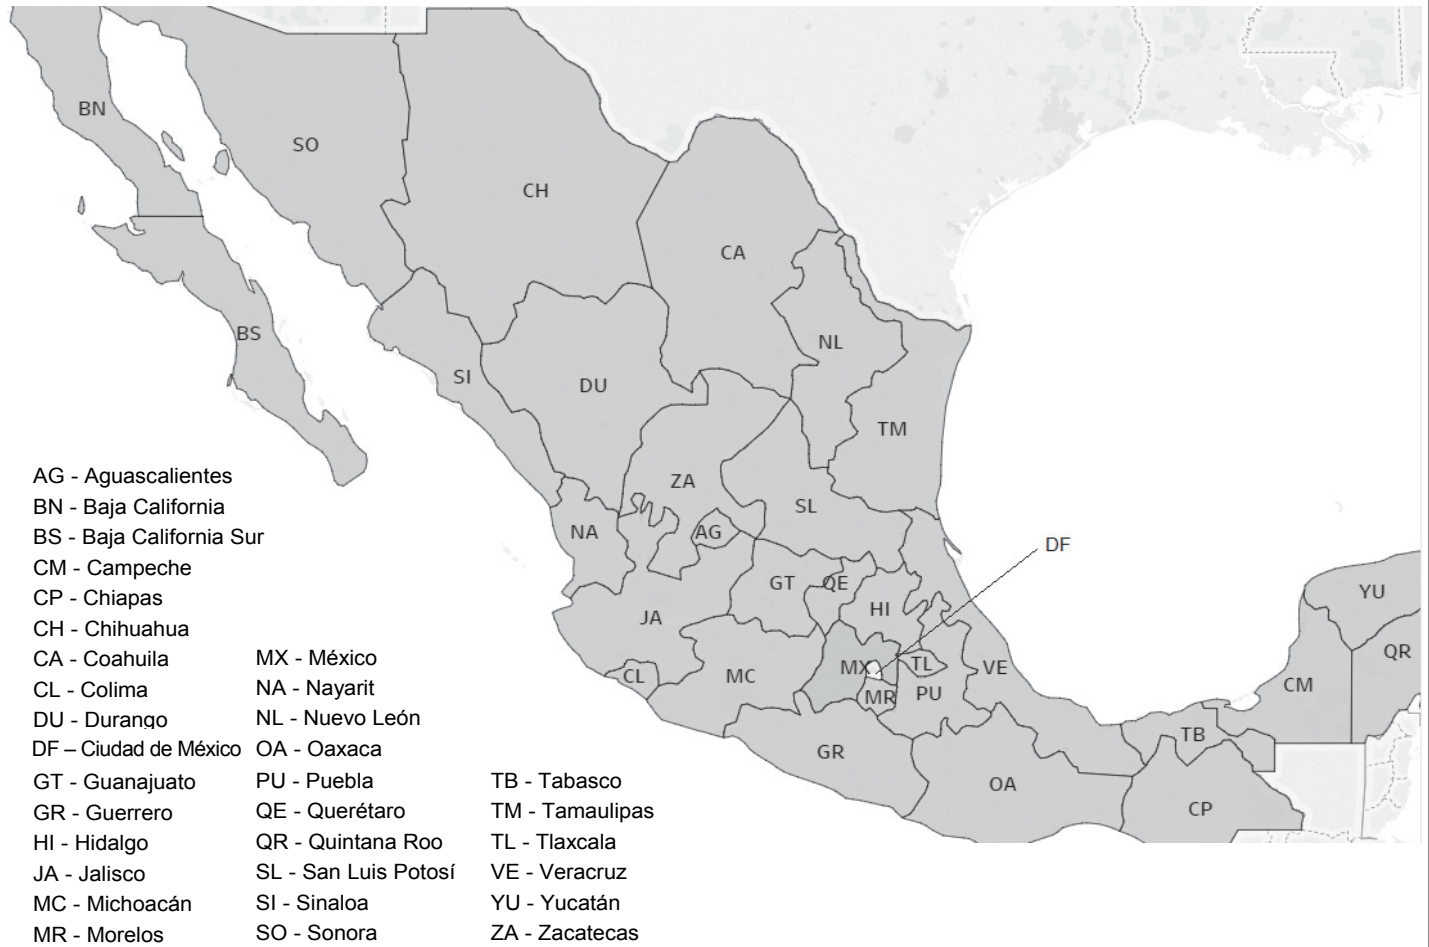 BN
SO
CH
CA
BS
NL
SI
DU
TM
ZA
SL
NA
AG
DF
GT
QE
HI
YU
JA
QR
MX
TL
VE
CL
MC
MR
PU
CM
GR
TB
OA
CP
AG - Aguascalientes
BN - Baja California
BS - Baja California Sur
CM - Campeche
CP - Chiapas
CH - Chihuahua
CA - Coahuila
CL - Colima
DU - Durango
DF – Ciudad de México
GT - Guanajuato
GR - Guerrero
HI - Hidalgo
JA - Jalisco
MC - Michoacán
MR - Morelos
MX - México
NA - Nayarit
NL - Nuevo León
OA - Oaxaca
PU - Puebla
QE - Querétaro
QR - Quintana Roo
SL - San Luis Potosí
SI - Sinaloa
SO - Sonora
TB - Tabasco
TM - Tamaulipas
TL - Tlaxcala
VE - Veracruz
YU - Yucatán
ZA - Zacatecas